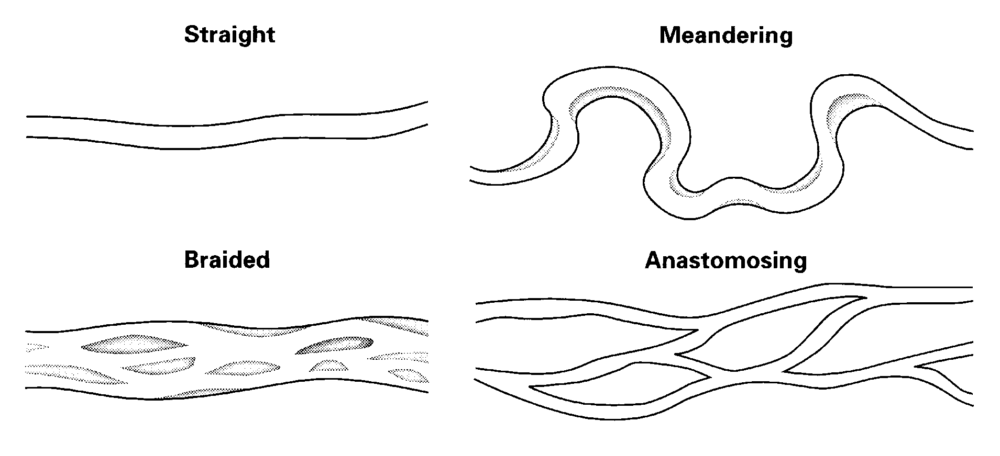 Straight
Meandering
Braided
Anastomosing